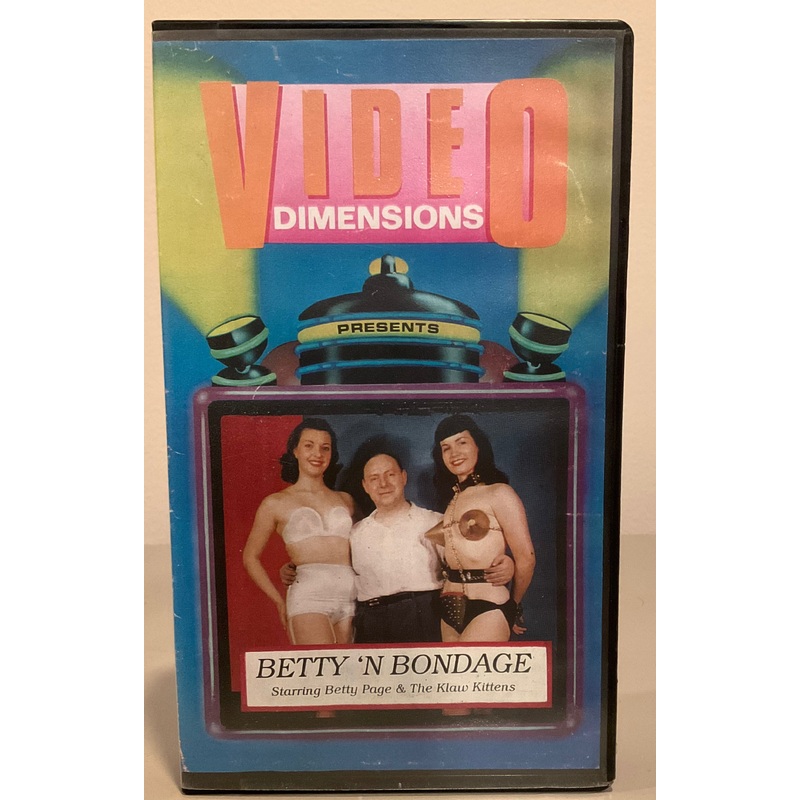 VIDEO
DIMENSIONS
PRESENTS
BETTY 'N BONDAGE
Starring Betty Page & The Klaw Kittens